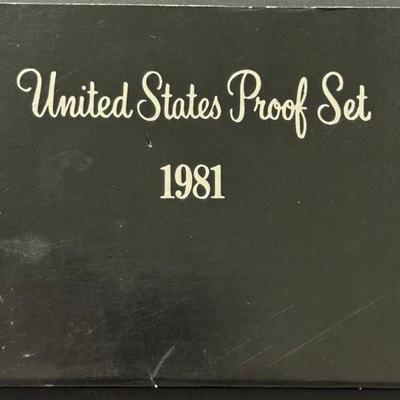 United States Proof Set
1981